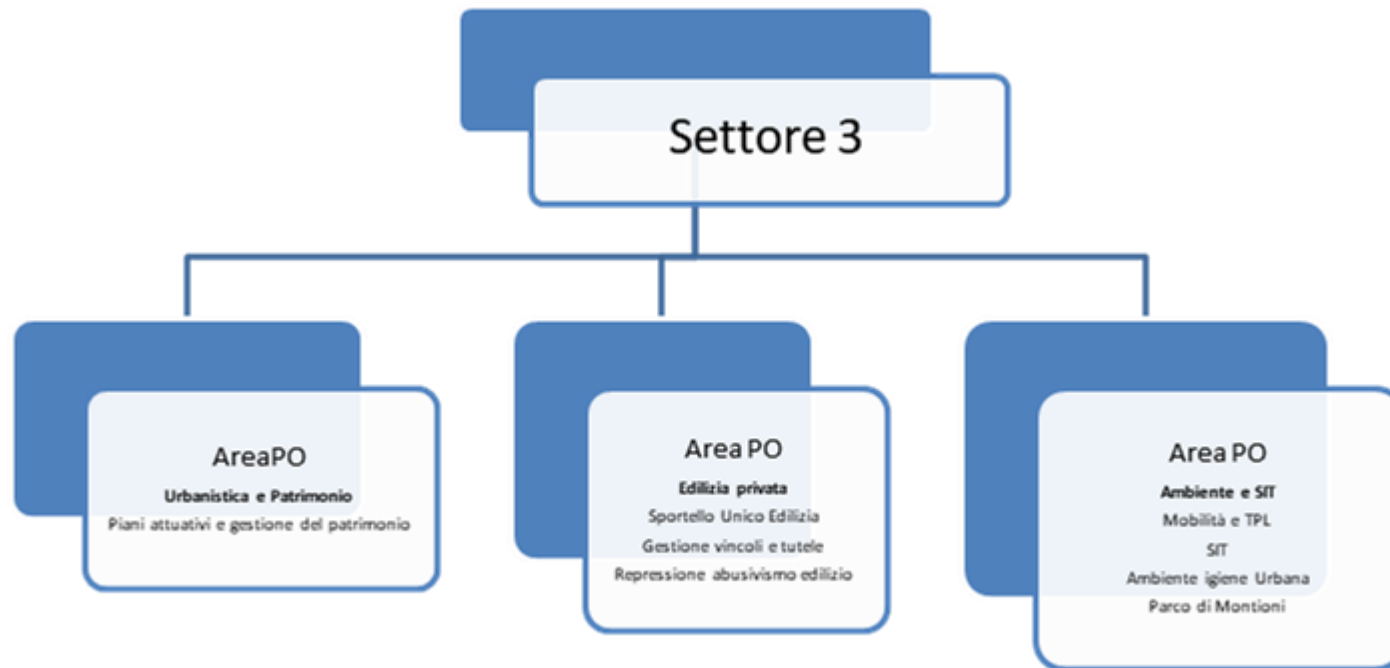 Settore 3
AreaPO
Urbanistica e Patrimonio
Piani attuativi e gestione del patrimonio
Area PO
Edilizia privata
Sportello Unico Edilizia
Gestione vincoli e tutele
Repressione abusivismo edilizio
Area PO
Ambiente e SIT
Mobilità e TPL
SIT
Ambiente igiene Urbana
Parco di Montioni